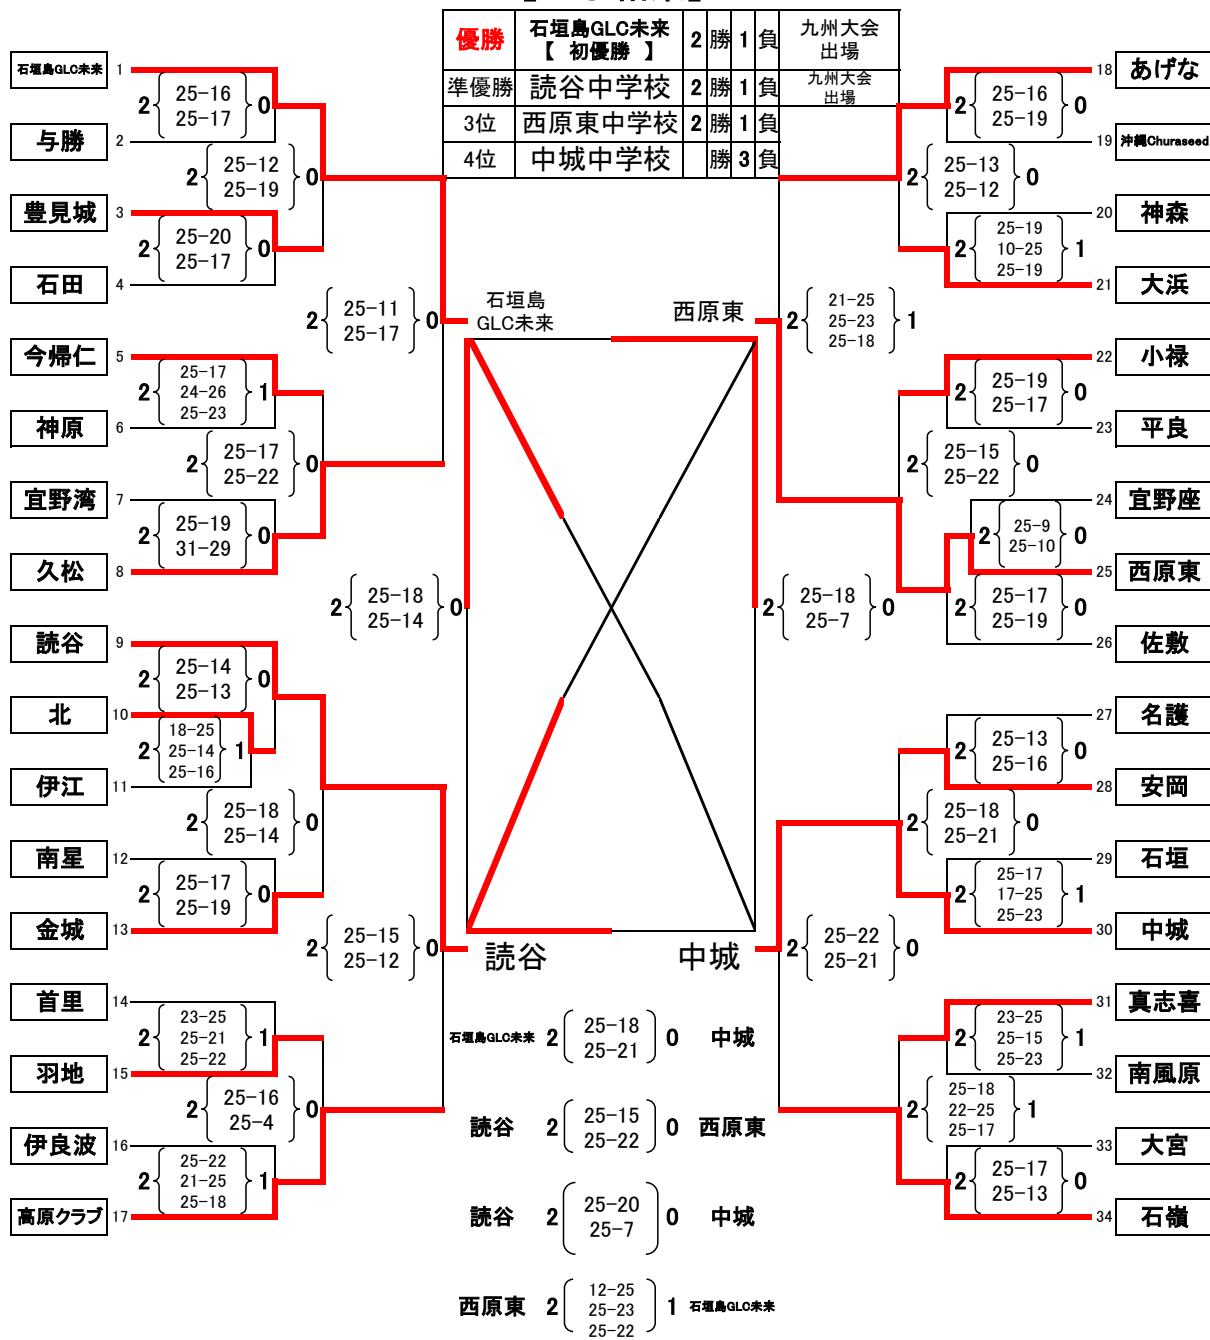 優勝 石垣島GLC未来 2 勝 1 負 九州大会
【 初優勝 】 出場
準優勝 読谷中学校 2 勝 1 負 九州大会
出場
3位 西原東中学校 2 勝 1 負
4位 中城中学校 勝 3 負
石垣島GLC未来 1
2 25-16 0
25-17
与勝 2
2 25-12 0
25-19
豊見城 3
2 25-20 0
25-17
石田 4
2 25-11 0
25-17
今帰仁 5
2 25-17 1
24-26
25-23
神原 6
2 25-17 0
25-22
宜野湾 7
2 25-19 0
31-29
久松 8
読谷 9
2 25-14 0
25-13
北 10
2 18-25 1
25-14
25-16
伊江 11
2 25-18 0
25-14
南星 12
2 25-17 0
25-19
金城 13
2 25-15 0
25-12
首里 14
2 23-25 1
25-21
25-22
羽地 15
2 25-16 0
25-4
伊良波 16
2 25-22 1
21-25
25-18
高原クラブ 17
石垣島
GLC未来
西原東
2 25-18 0
25-14
2 25-18 0
25-7
読谷
中城
18 あげな
2 25-16 0
25-19
19 沖縄Churaseed
2 25-13 0
25-12
20 神森
2 25-19 1
10-25
25-19
21 大浜
2 21-25 1
25-23
25-18
22 小禄
2 25-19 0
25-17
23 平良
2 25-15 0
25-22
24 宜野座
2 25-9 0
25-10
25 西原東
2 25-17 0
25-19
26 佐敷
27 名護
2 25-13 0
25-16
28 安岡
2 25-18 0
25-21
29 石垣
2 25-17 1
17-25
25-23
30 中城
2 25-22 0
25-21
31 真志喜
2 23-25 1
25-15
25-23
32 南風原
2 25-18 1
22-25
25-17
33 大宮
2 25-17 0
25-13
34 石嶺
石垣島GLC未来 2 25-18 0 中城
25-21
読谷 2 25-15 0 西原東
25-22
読谷 2 25-20 0 中城
25-7
西原東 2 12-25 1 石垣島GLC未来
25-23
25-22